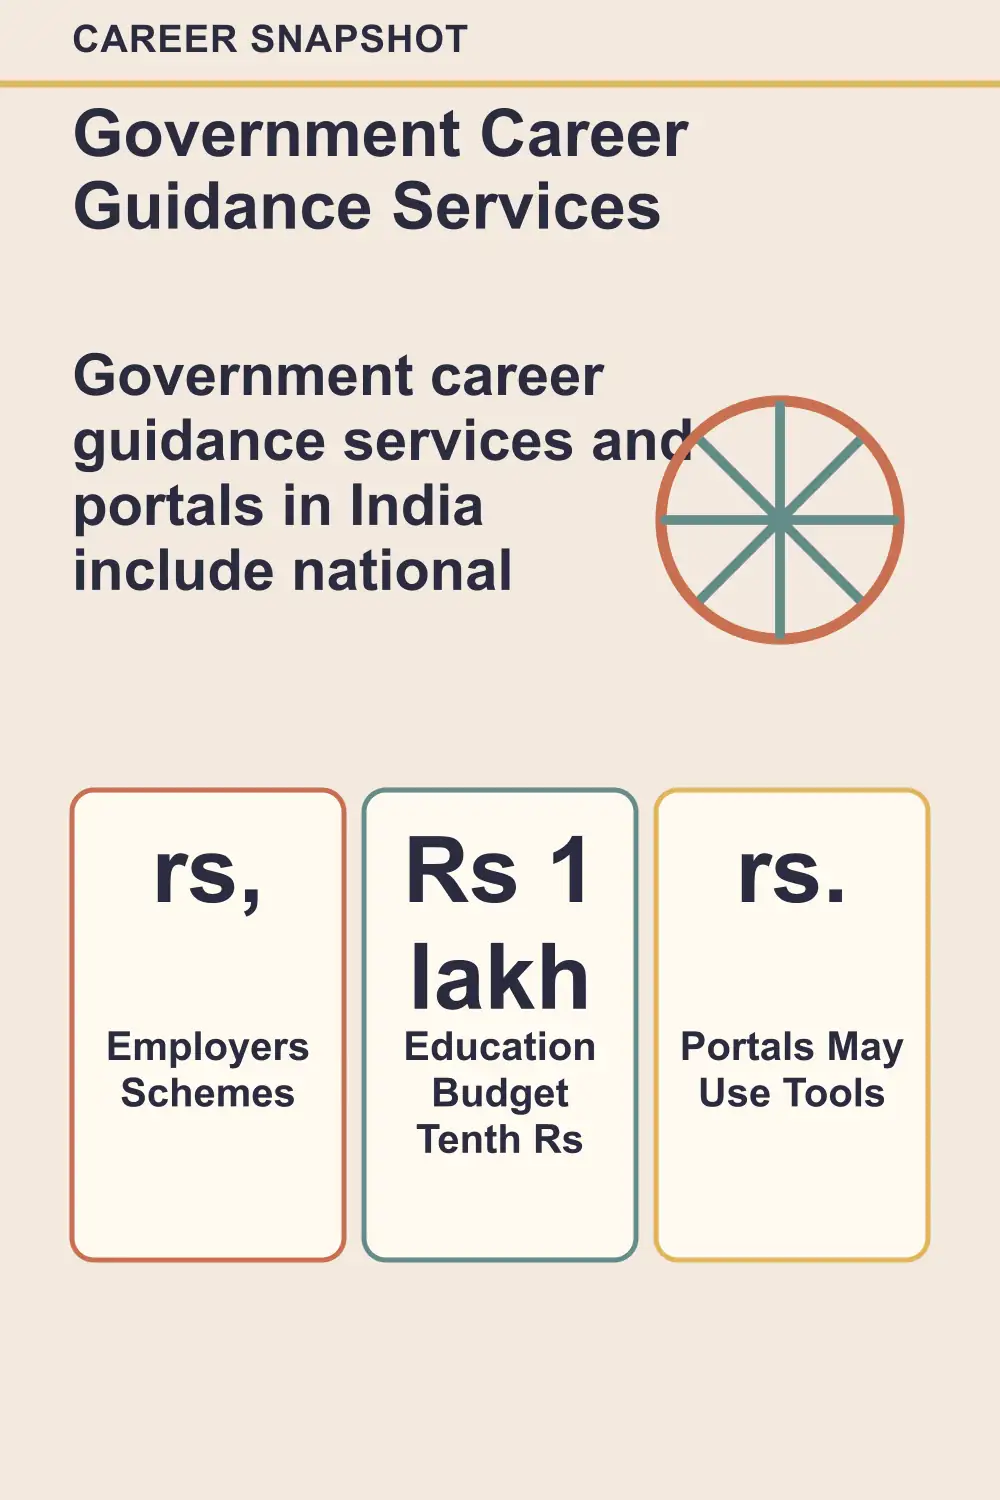 CAREER SNAPSHOT
Government Career
Guidance Services
Government career
guidance services and
portals in India
include national
rs,
Employers
Schemes
Rs 1
lakh
Education
Budget
Tenth Rs
rs.
Portals May
Use Tools